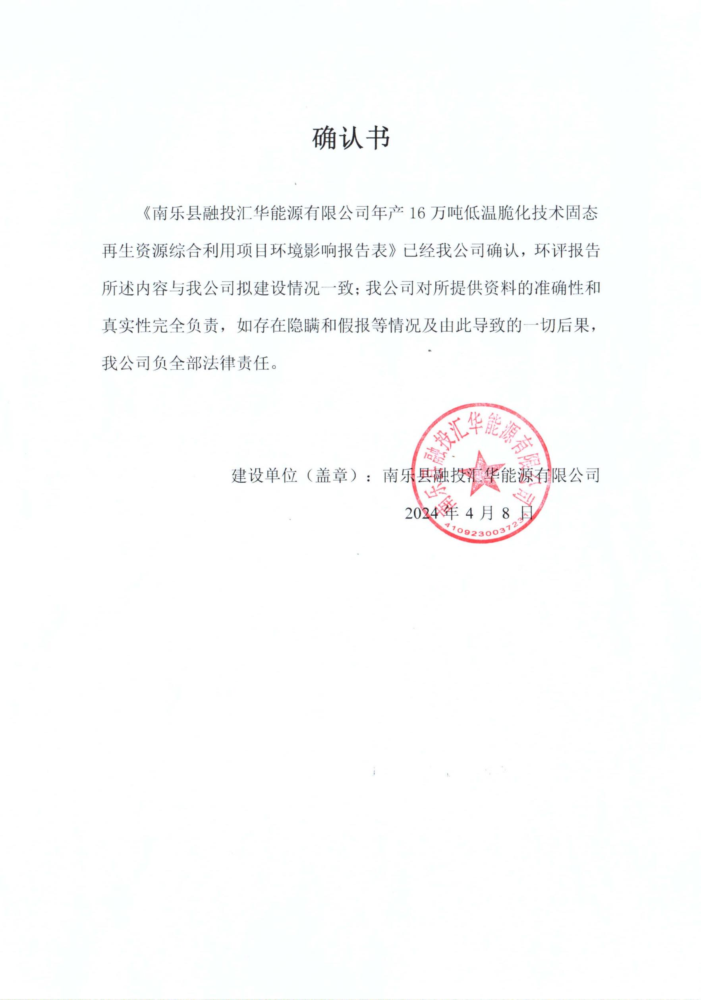 确认书
《南乐县融投汇华能源有限公司年产 16 万吨低温脆化技术固态
再生资源综合利用项目环境影响报告表》已经我公司确认，环评报告
所述内容与我公司拟建设情况一致；我公司对所提供资料的准确性和
真实性完全负责，如存在隐瞒和假报等情况及由此导致的一切后果，
我公司负全部法律责任。
南乐县融投汇华能源有限公司
建设单位（盖章）：南乐县融投汇华能源有限公司
2024 年 4 月 8 日
4109230037231